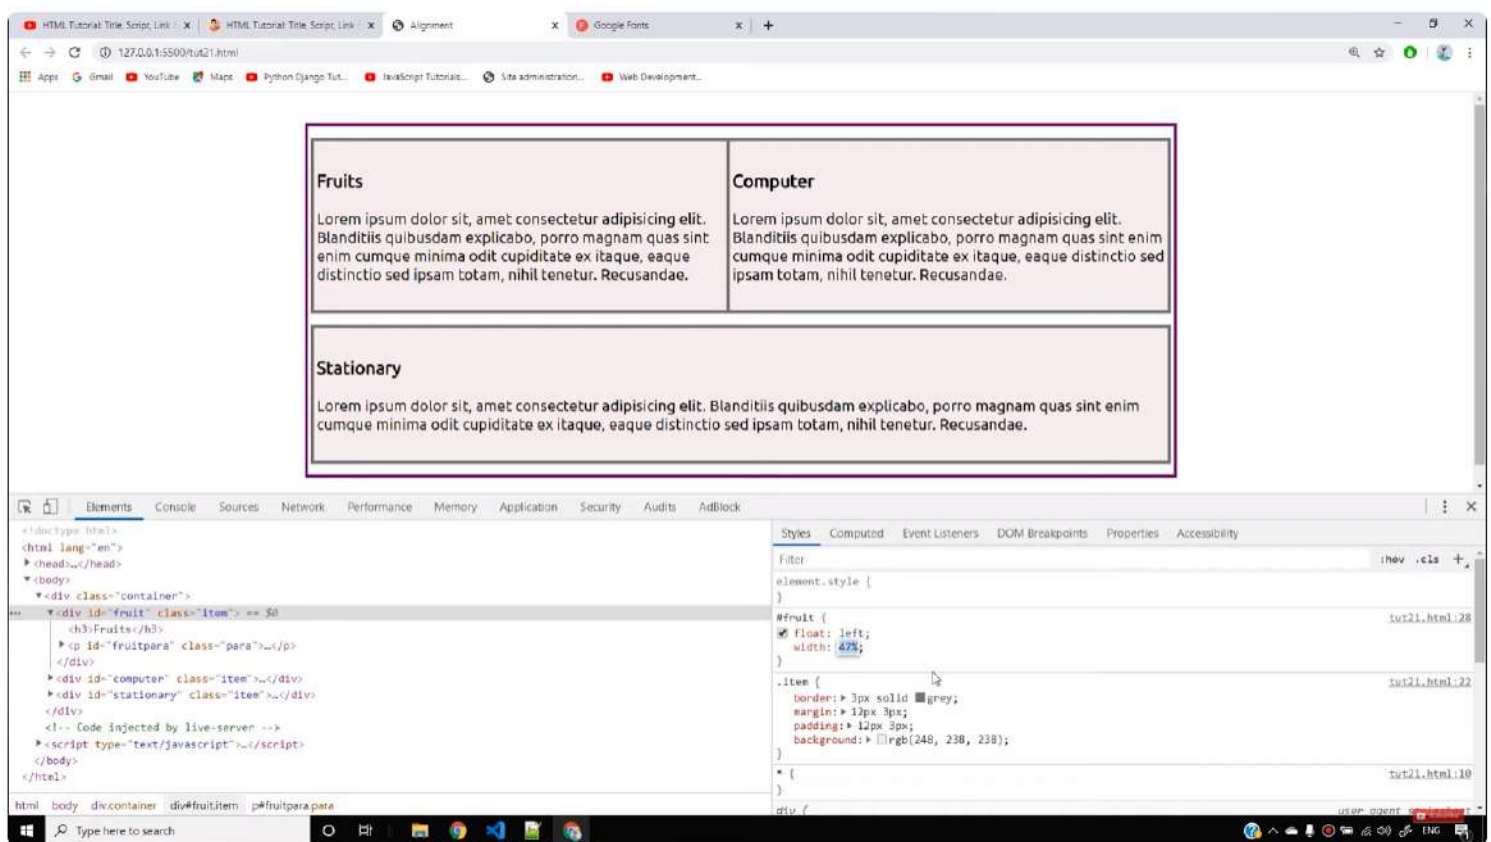 HTML Tutorial: Title, Script, Link
HTML Tutorial: Title, Script, Link
Alignment
Google Fonts
127.0.0.1:5500/tut21.html
Apps Gmail YouTube Maps Python Django Tut... JavaScript Tutorials... Site administration... Web Development...
Fruits
Lorem ipsum dolor sit, amet consectetur adipisicing elit.
Blanditiis quibusdam explicabo, porro magnam quas sint
enim cumque minima odit cupiditate ex itaque, eaque
distinctio sed ipsam totam, nihil tenetur. Recusandae.
Computer
Lorem ipsum dolor sit, amet consectetur adipisicing elit.
Blanditiis quibusdam explicabo, porro magnam quas sint enim
cumque minima odit cupiditate ex itaque, eaque distinctio sed
ipsam totam, nihil tenetur. Recusandae.
Stationary
Lorem ipsum dolor sit, amet consectetur adipisicing elit. Blanditiis quibusdam explicabo, porro magnam quas sint enim
cumque minima odit cupiditate ex itaque, eaque distinctio sed ipsam totam, nihil tenetur. Recusandae.
Elements Console Sources Network Performance Memory Application Security Audits AdBlock
<!doctype html>
<html lang="en">
<head>…</head>
<body>
<div class="container">
<div id="fruit" class="item"> == $0
<h3>Fruits</h3>
<p id="fruitpara" class="para">…</p>
</div>
<div id="computer" class="item">…</div>
<div id="stationary" class="item">…</div>
</div>
<!-- Code injected by live-server -->
<script type="text/javascript">…</script>
</body>
</html>
html body div.container div#fruit.item p#fruitpara.para
Styles Computed Event Listeners DOM Breakpoints Properties Accessibility
Filter :hov .cls +
element.style {
}
#fruit { tut21.html:28
float: left;
width: 47%;
}
.item { tut21.html:22
border: 3px solid grey;
margin: 12px 3px;
padding: 12px 3px;
background: rgb(248, 238, 238);
}
* { tut21.html:10
}
div { user agent stylesheet
Type here to search
ENG